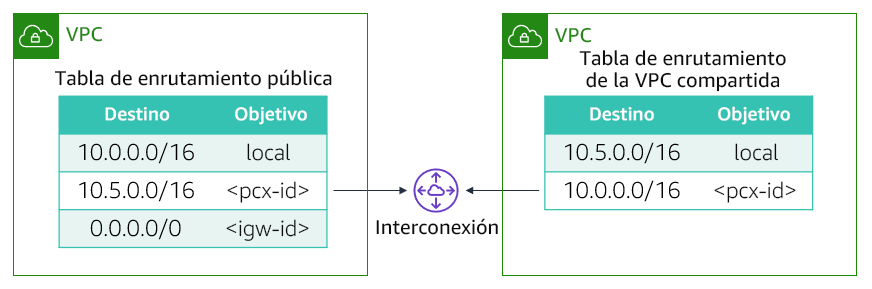 VPC
Tabla de enrutamiento pública
Destino Objetivo
10.0.0.0/16 local
10.5.0.0/16 <pcx-id>
0.0.0.0/0 <igw-id>
Interconexión
VPC
Tabla de enrutamiento
de la VPC compartida
Destino Objetivo
10.5.0.0/16 local
10.0.0.0/16 <pcx-id>